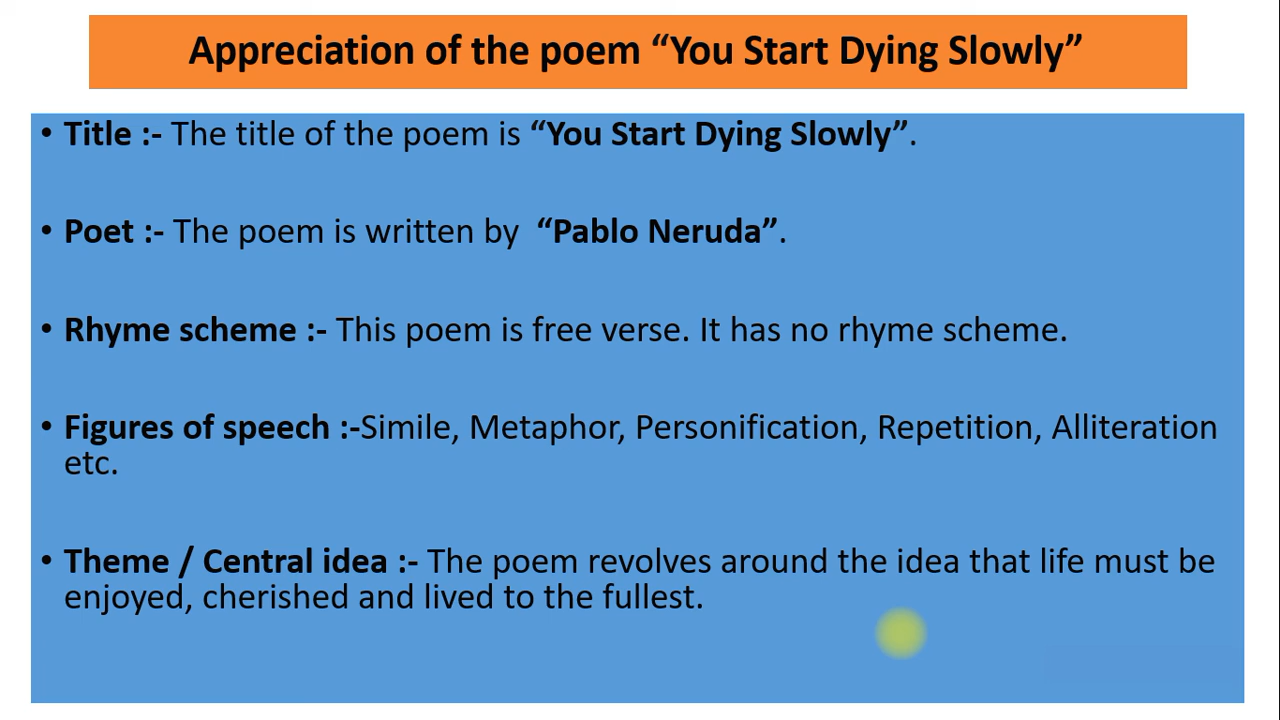 Appreciation of the poem “You Start Dying Slowly”
• Title :- The title of the poem is “You Start Dying Slowly”.
• Poet :- The poem is written by “Pablo Neruda”.
• Rhyme scheme :- This poem is free verse. It has no rhyme scheme.
• Figures of speech :-Simile, Metaphor, Personification, Repetition, Alliteration
etc.
• Theme / Central idea :- The poem revolves around the idea that life must be
enjoyed, cherished and lived to the fullest.